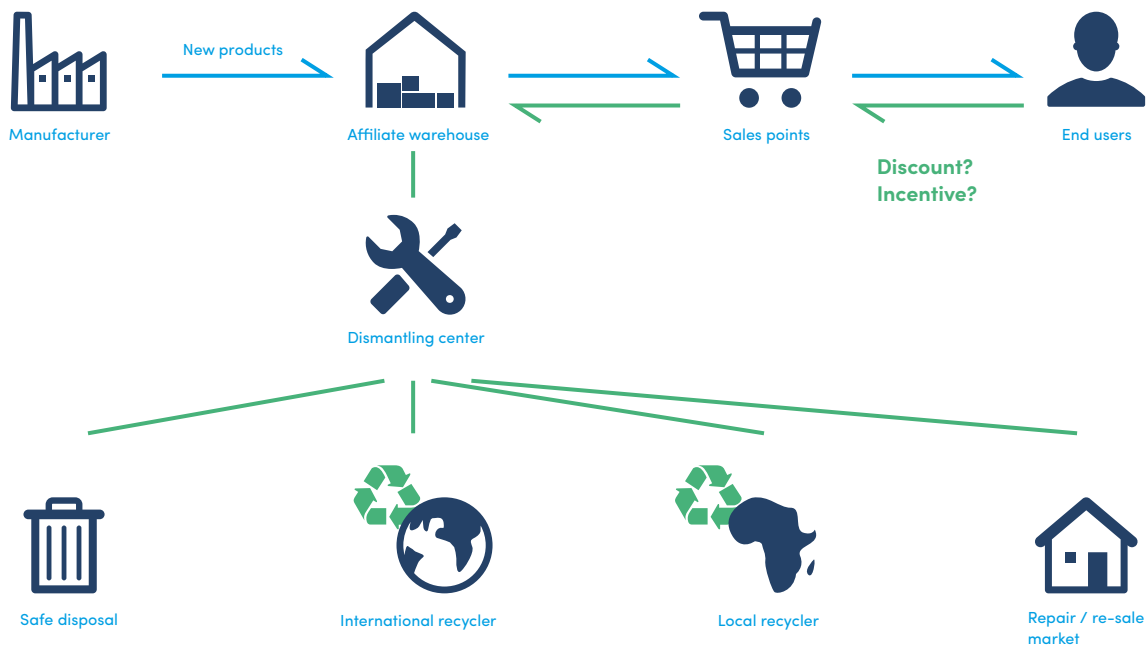 New products
Manufacturer
Affiliate warehouse
Sales points
End users
Discount?
Incentive?
Dismantling center
Safe disposal
International recycler
Local recycler
Repair / re-sale
market